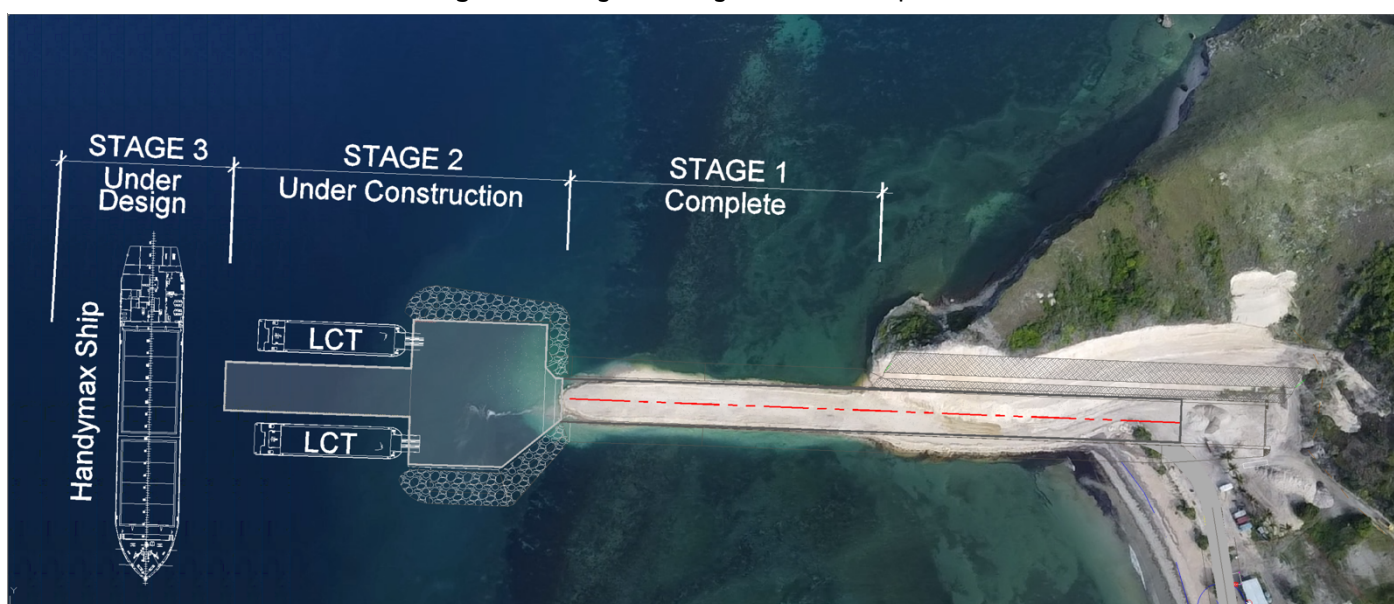 STAGE 3
Under
Design
STAGE 2
Under Construction
STAGE 1
Complete
Handymax Ship
LCT
LCT
Y